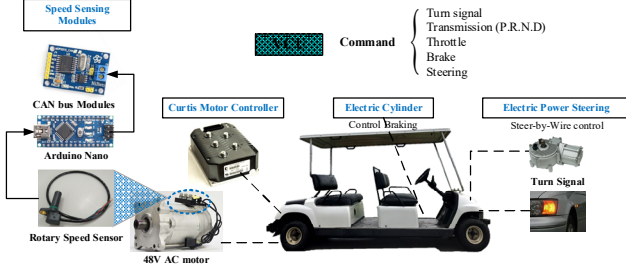 Speed Sensing
Modules
CAN bus Modules
Arduino Nano
Rotary Speed Sensor
48V AC motor
Curtis Motor Controller
Command
Turn signal
Transmission (P.R.N.D)
Throttle
Brake
Steering
Electric Cylinder
Control Braking
Electric Power Steering
Steer-by-Wire control
Turn Signal